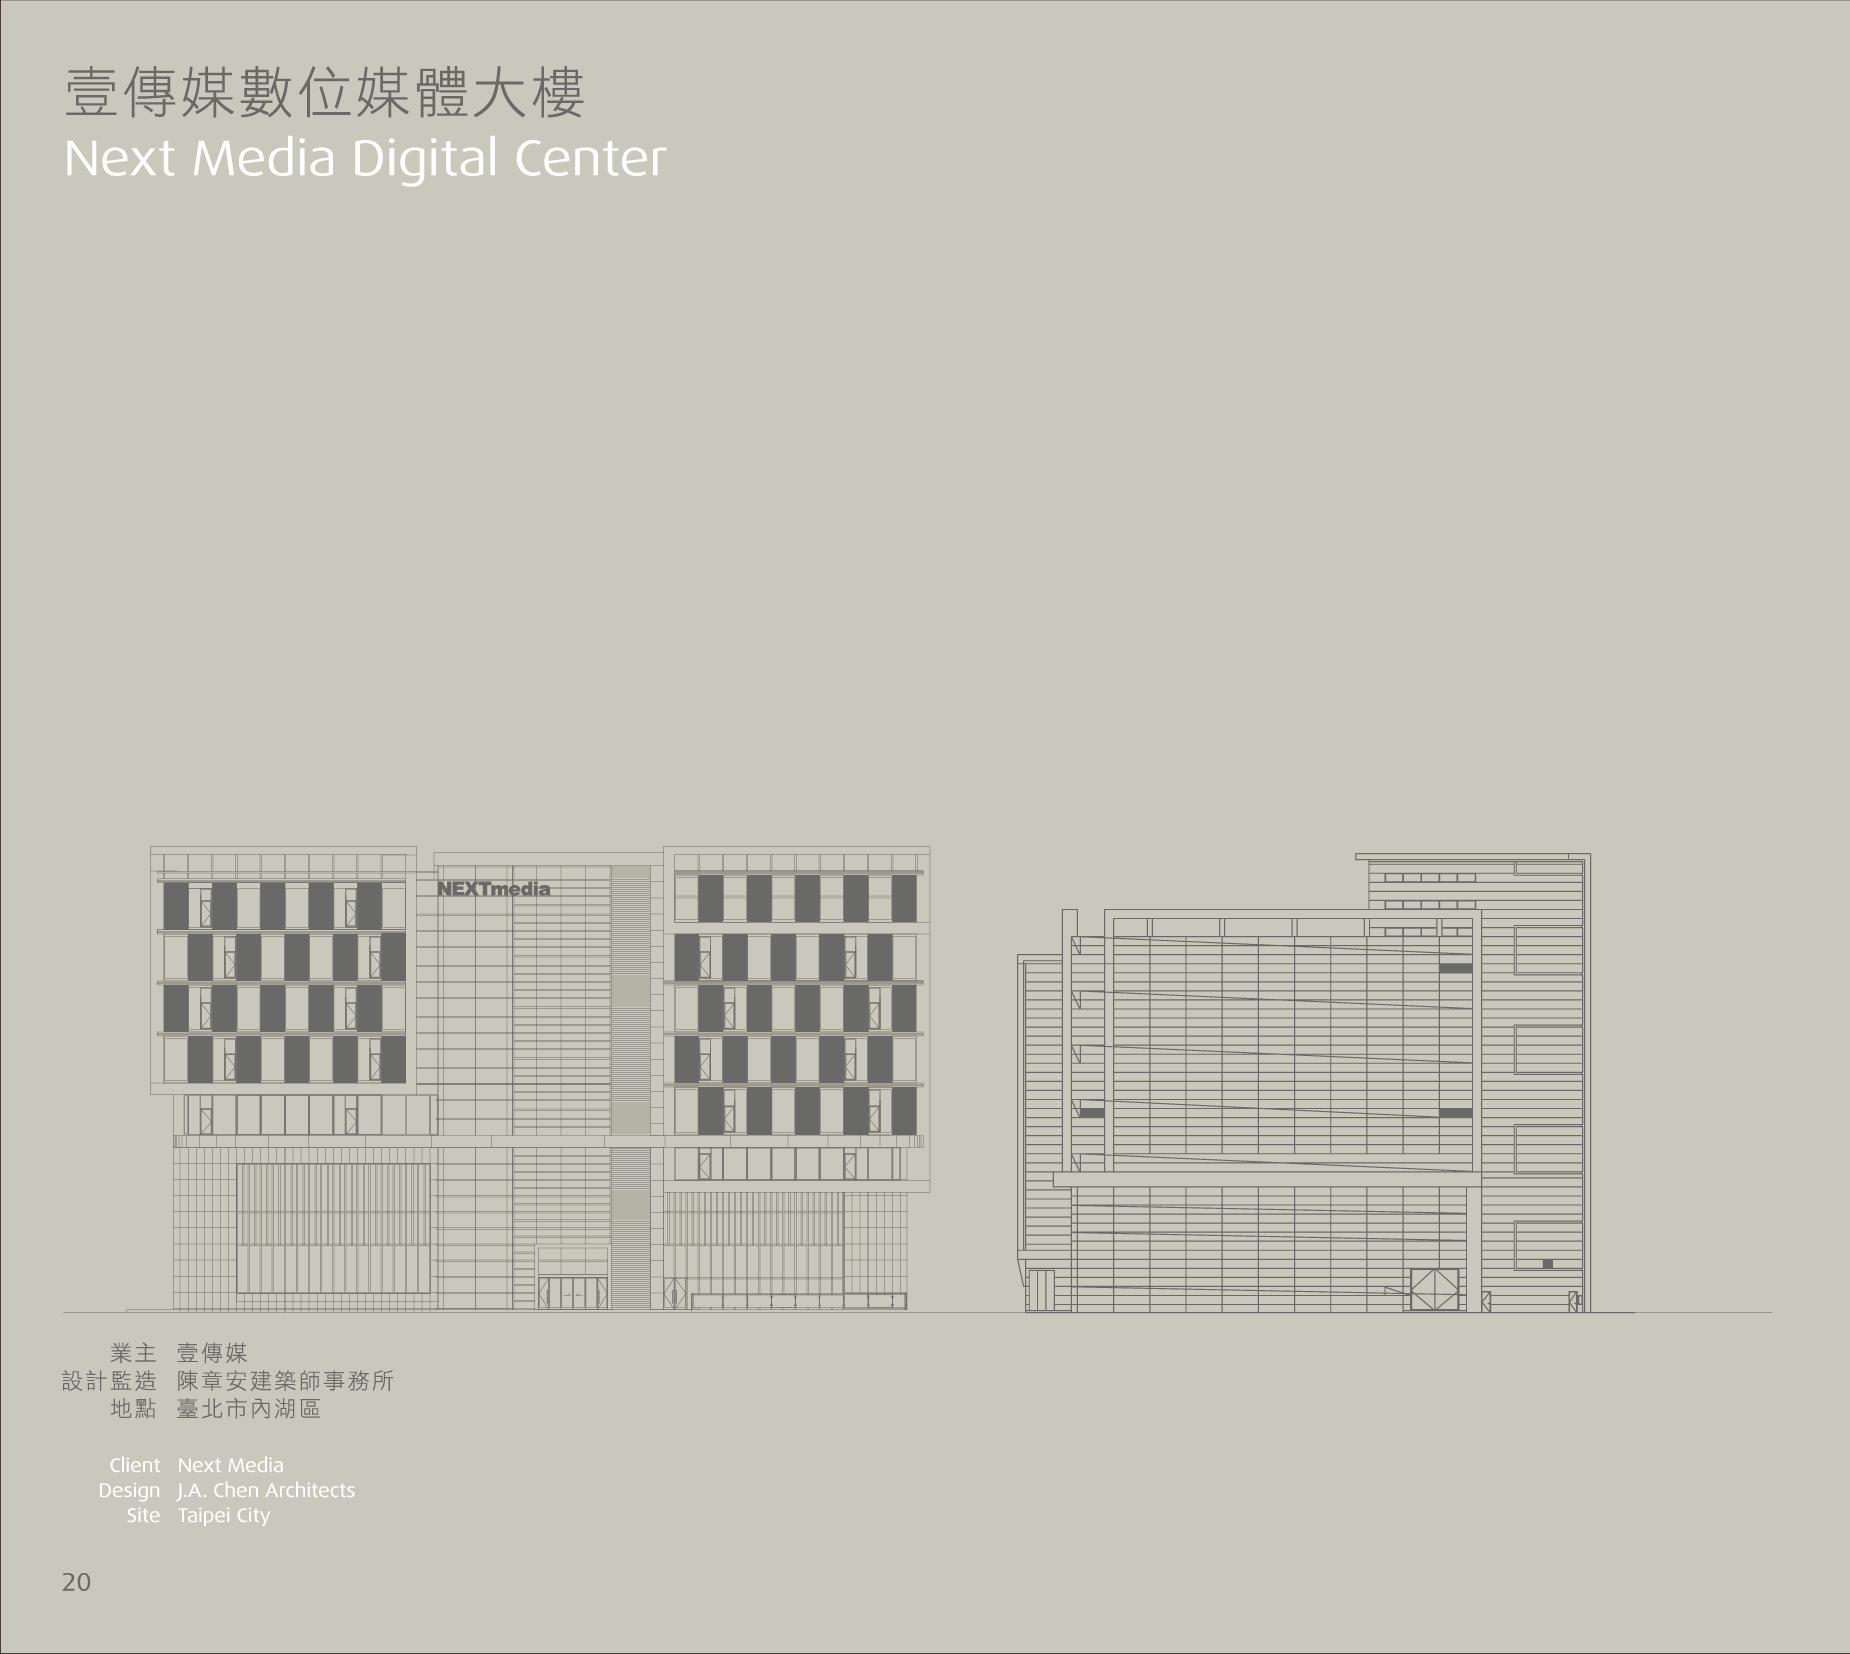 壹傳媒數位媒體大樓
Next Media Digital Center
NEXTmedia
業主 壹傳媒
設計監造 陳章安建築師事務所
地點 臺北市內湖區
Client Next Media
Design J.A. Chen Architects
Site Taipei City
20